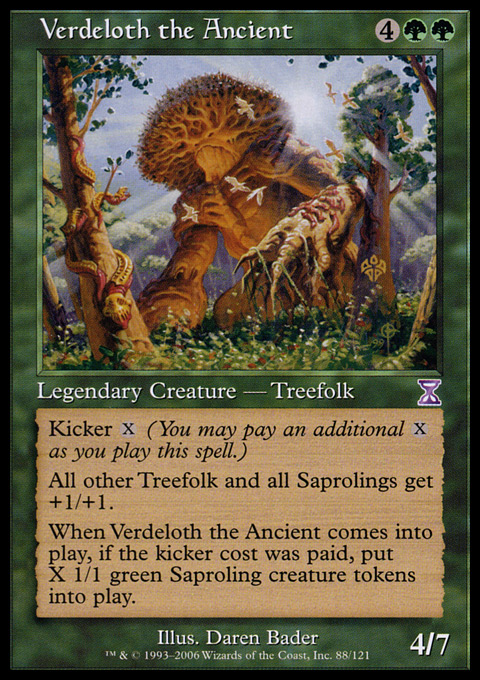 Verdeloth the Ancient 4
Legendary Creature — Treefolk
Kicker X (You may pay an additional X
as you play this spell.)
All other Treefolk and all Saprolings get
+1/+1.
When Verdeloth the Ancient comes into
play, if the kicker cost was paid, put
X 1/1 green Saproling creature tokens
into play.
Illus. Daren Bader
4/7
™ & © 1993–2006 Wizards of the Coast, Inc. 88/121